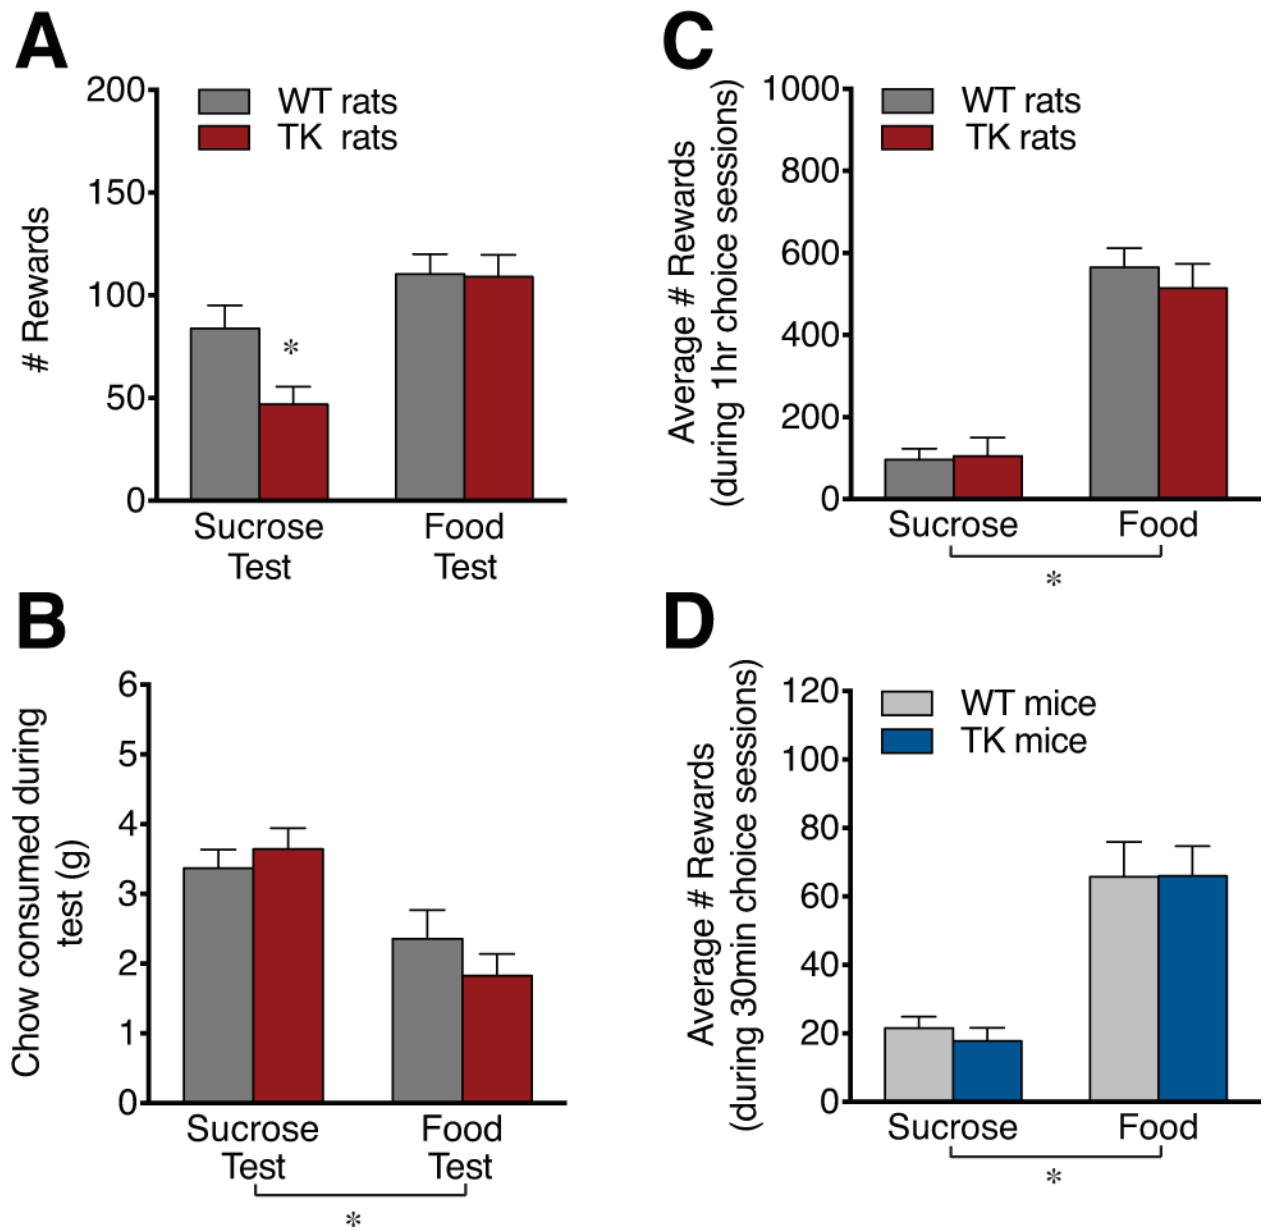 A
# Rewards
200
150
100
50
0
WT rats
TK rats
*
Sucrose Test
Food Test
B
Chow consumed during test (g)
6
5
4
3
2
1
0
Sucrose Test
Food Test
*
C
Average # Rewards
(during 1hr choice sessions)
1000
800
600
400
200
0
WT rats
TK rats
Sucrose
Food
*
D
Average # Rewards
(during 30min choice sessions)
120
100
80
60
40
20
0
WT mice
TK mice
Sucrose
Food
*